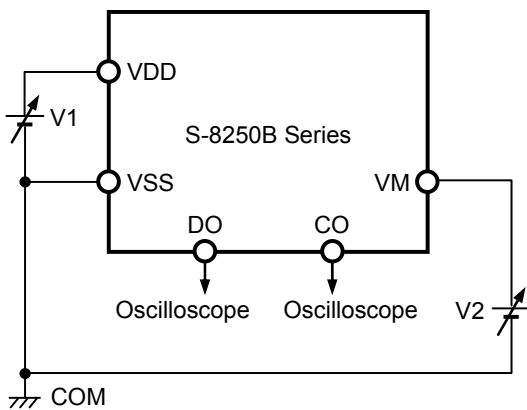 VDD
V1
S-8250B Series
VSS
VM
DO
CO
Oscilloscope
Oscilloscope
V2
COM